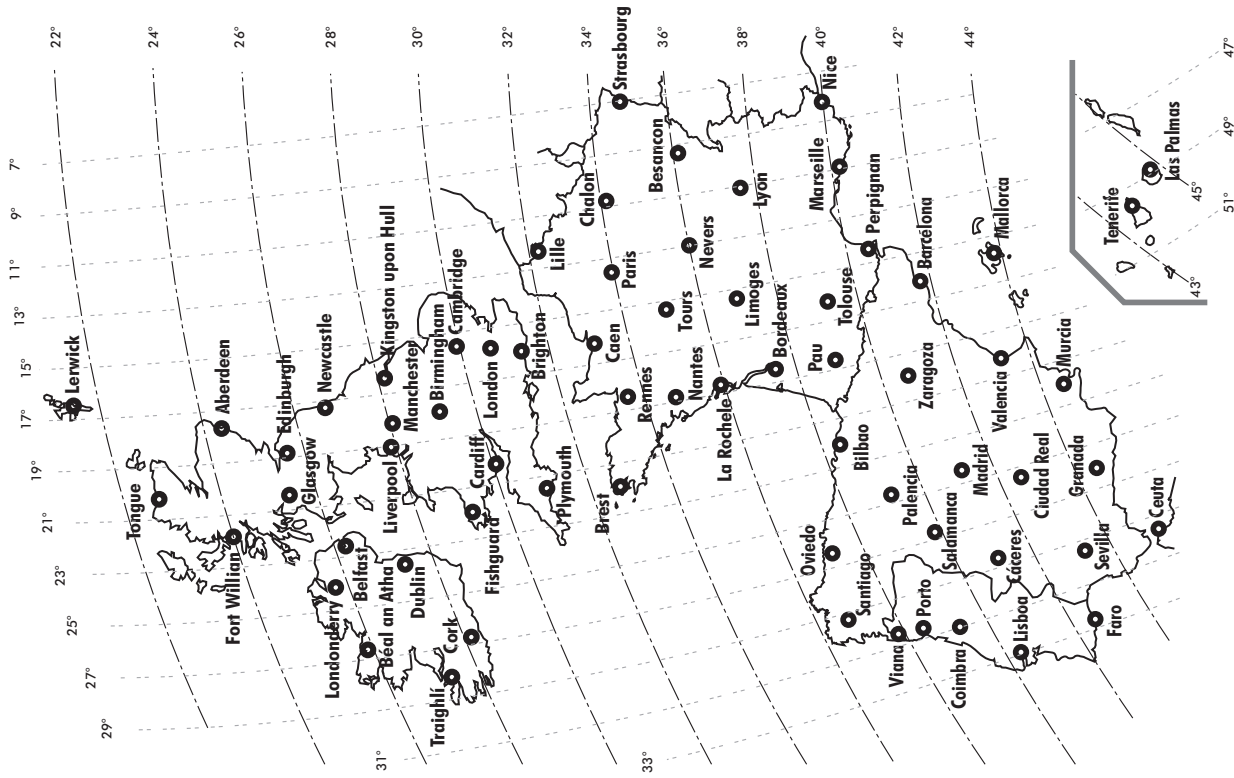 22°
24°
26°
28°
30°
32°
34°
36°
38°
40°
42°
44°
7°
9°
11°
13°
15°
17°
19°
21°
23°
25°
27°
29°
31°
33°
47°
49°
51°
45°
43°
Lerwick
Tongue
Aberdeen
Fort Willian
Edinburgh
Glasgow
Newcastle
Londonderry
Belfast
Béal an Atha
Dublin
Cork
Traighlí
Kingston upon Hull
Manchester
Liverpool
Birmingham
Cambridge
London
Cardiff
Fishguard
Brighton
Plymouth
Lille
Strasbourg
Chalon
Paris
Caen
Rennes
Brest
Besancon
Nevers
Tours
Nantes
La Rochele
Lyon
Limoges
Bordeaux
Nice
Marseille
Perpignan
Tolouse
Pau
Bilbao
Oviedo
Santiago
Palencia
Zaragoza
Barcelona
Mallorca
Viana
Porto
Salamanca
Madrid
Valencia
Coimbra
Cáceres
Ciudad Real
Murcia
Lisboa
Granada
Sevilla
Faro
Ceuta
Tenerife
Las Palmas